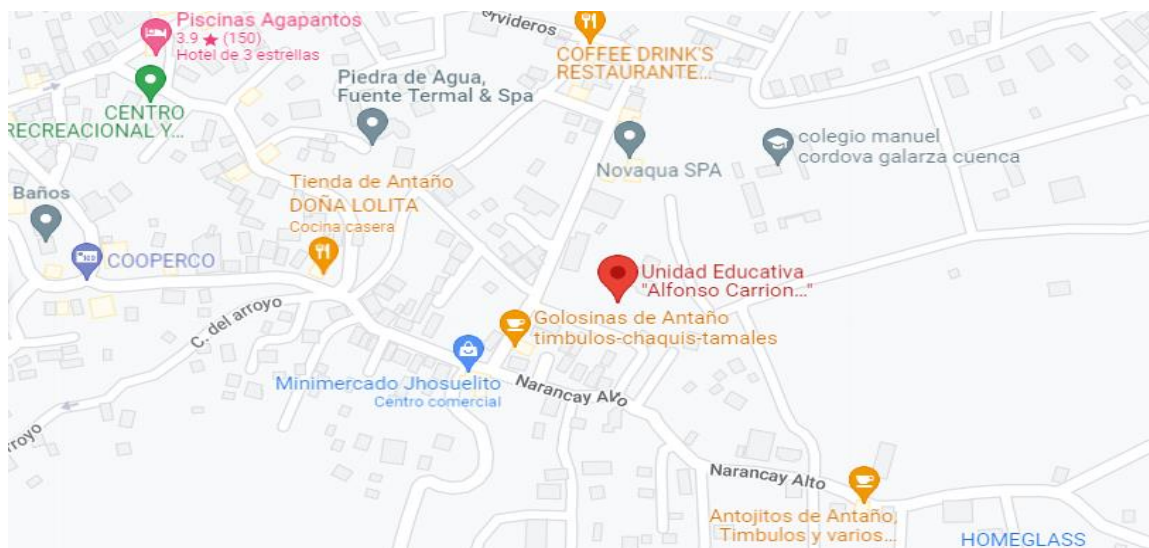 Piscinas Agapantos
3.9 ★ (150)
Hotel de 3 estrellas
ervideros
COFFEE DRINK'S
RESTAURANTE...
CENTRO
RECREACIONAL Y...
Piedra de Agua,
Fuente Termal & Spa
Novaqua SPA
colegio manuel
cordova galarza cuenca
Baños
Tienda de Antaño
DOÑA LOLITA
Cocina casera
COOPERCO
Unidad Educativa
"Alfonso Carrion..."
C. del arroyo
Golosinas de Antaño
timbulos-chaquis-tamales
Minimercado Jhosuelito
Centro comercial
Narancay Alto
royo
Narancay Alto
Antojitos de Antaño,
Timbulos y varios...
HOMEGLASS